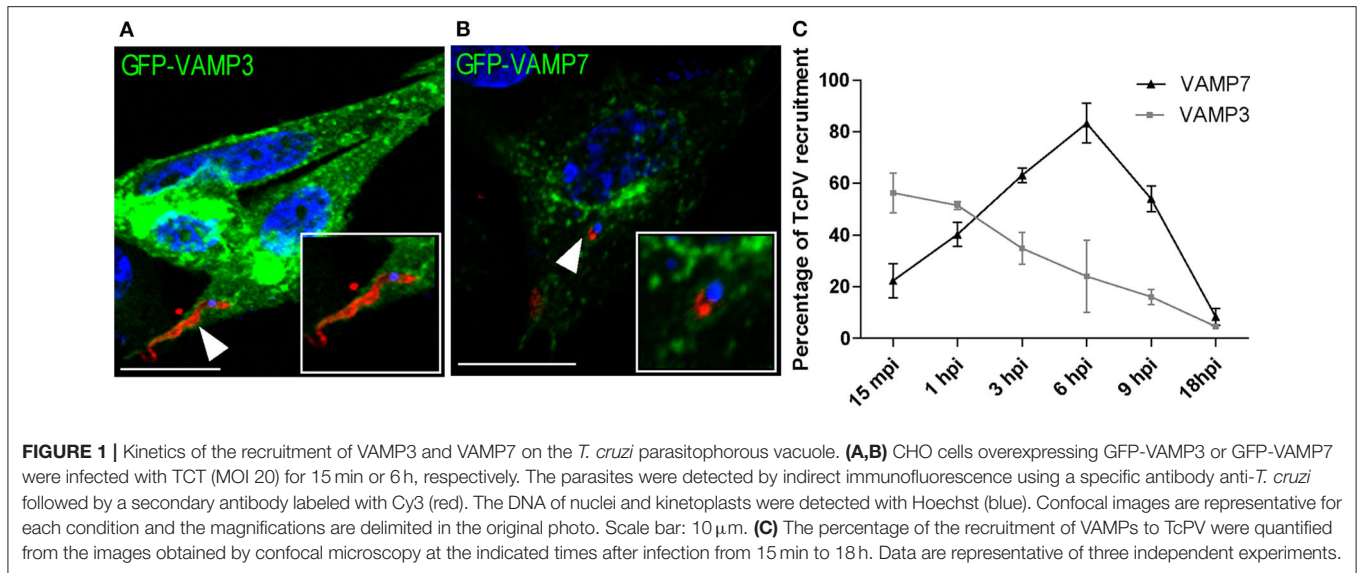 A
B
C
GFP-VAMP3
GFP-VAMP7
VAMP7
VAMP3
Percentage of TcPV recruitment
100
80
60
40
20
0
15 mpi
1 hpi
3 hpi
6 hpi
9 hpi
18hpi
FIGURE 1 | Kinetics of the recruitment of VAMP3 and VAMP7 on the T. cruzi parasitophorous vacuole. (A,B) CHO cells overexpressing GFP-VAMP3 or GFP-VAMP7
were infected with TCT (MOI 20) for 15 min or 6 h, respectively. The parasites were detected by indirect immunofluorescence using a specific antibody anti-T. cruzi
followed by a secondary antibody labeled with Cy3 (red). The DNA of nuclei and kinetoplasts were detected with Hoechst (blue). Confocal images are representative for
each condition and the magnifications are delimited in the original photo. Scale bar: 10 μm. (C) The percentage of the recruitment of VAMPs to TcPV were quantified
from the images obtained by confocal microscopy at the indicated times after infection from 15 min to 18 h. Data are representative of three independent experiments.